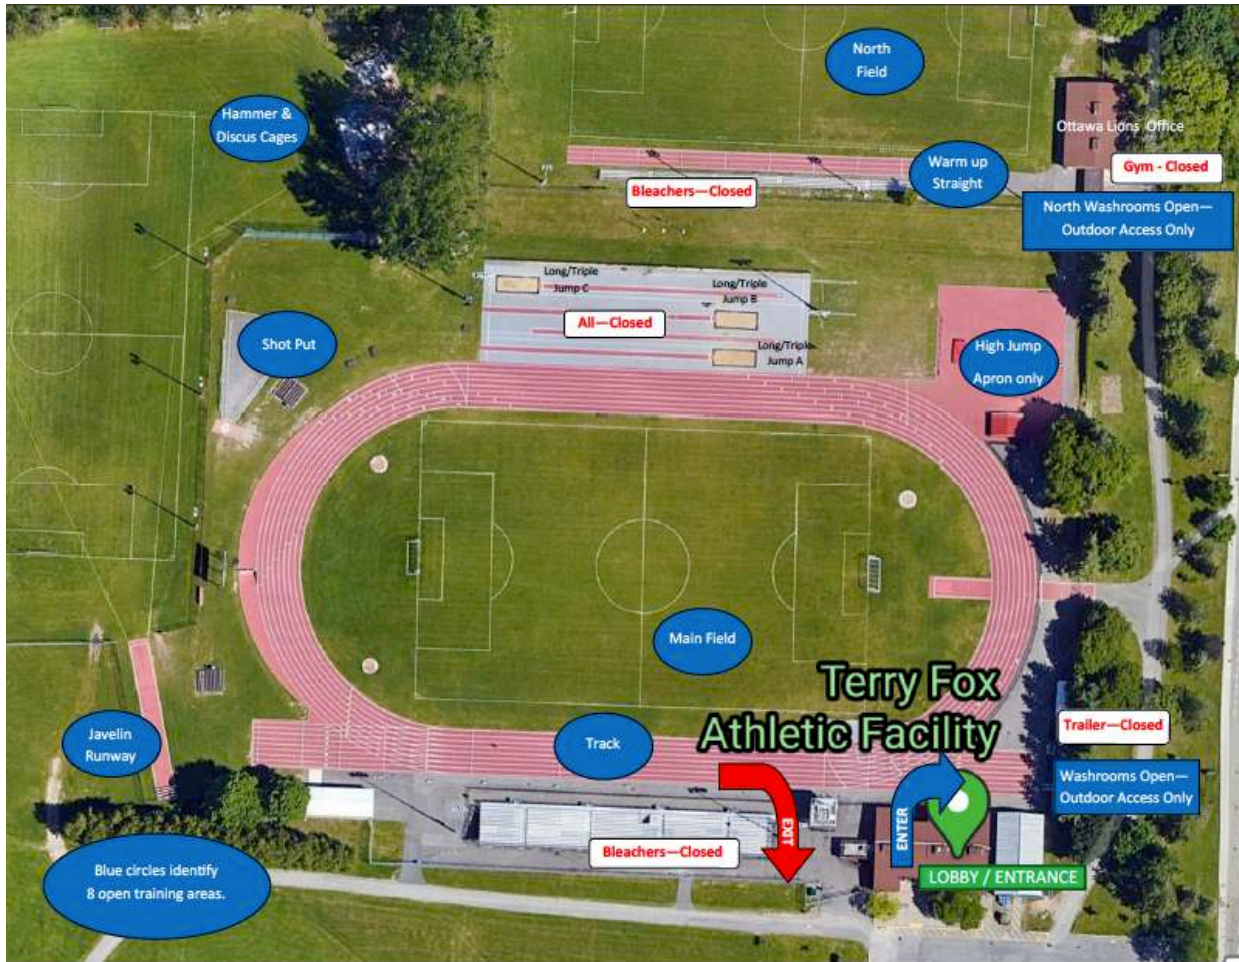 North
Field
Hammer &
Discus Cages
Ottawa Lions Office
Gym - Closed
Warm up
Straight
Bleachers—Closed
North Washrooms Open—
Outdoor Access Only
Long/Triple
Jump C
Long/Triple
Jump B
All—Closed
Long/Triple
Jump A
Shot Put
High Jump
Apron only
Main Field
Terry Fox
Athletic Facility
Trailer—Closed
Javelin
Runway
Track
Washrooms Open—
Outdoor Access Only
EXIT
ENTER
Bleachers—Closed
LOBBY / ENTRANCE
Blue circles identify
8 open training areas.